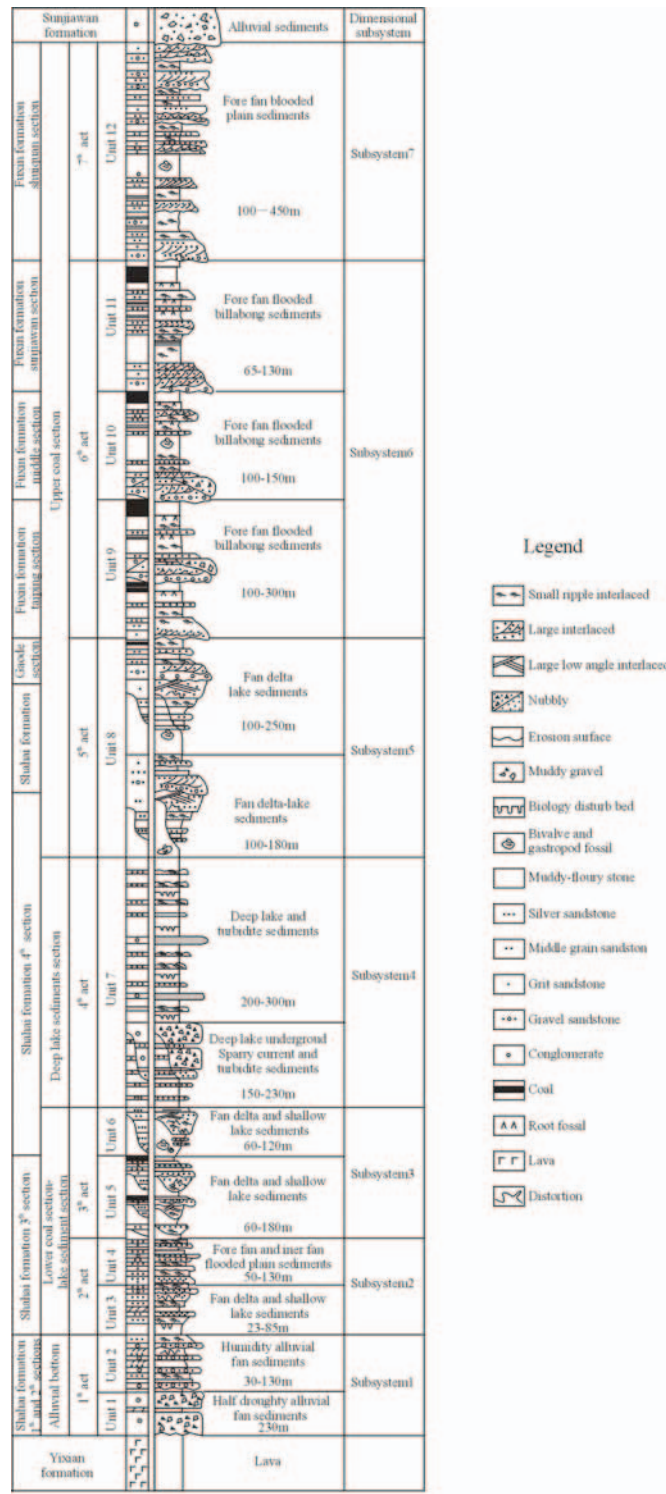 Sunjiawan
formation
Alluvial sediments
Dimensional
subsystem
Fuxin formation
shuiquan section
7th act
Unit 12
Fore fan blooded
plain sediments
100—450m
Subsystem7
Fuxin formation
sunjiawan section
Upper coal section
6th act
Unit 11
Fore fan flooded
billabong sediments
65-130m
Subsystem6
Fuxin formation
middle section
Unit 10
Fore fan flooded
billabong sediments
100-150m
Fuxin formation
taiping section
Unit 9
Fore fan flooded
billabong sediments
100-300m
Gaode
section
Shahai formation
5th act
Unit 8
Fan delta
lake sediments
100-250m
Subsystem5
Fan delta-lake
sediments
100-180m
Shahai formation 4th section
Deep lake sediments section
4th act
Unit 7
Deep lake and
turbidite sediments
200-300m
Subsystem4
Deep lake undergroud
Sparry current and
turbidite sediments
150-230m
Shahai formation 3th section
Lower coal section-
lake sediment section
3th act
Unit 6
Fan delta and shallow
lake sediments
60-120m
Subsystem3
Unit 5
Fan delta and shallow
lake sediments
60-180m
2th act
Unit 4
Fore fan and iner fan
flooded plain sediments
50-130m
Subsystem2
Unit 3
Fan delta and shallow
lake sediments
23-85m
Shahai formation
1th and 2th sections
Alluvial bottom
1th act
Unit 2
Humidity alluvial
fan sediments
30-130m
Subsystem1
Unit 1
Half droughty alluvial
fan sediments
230m
Yixian
formation
Lava
Legend
Small ripple interlaced
Large interlaced
Large low angle interlaced
Nubbly
Erosion surface
Muddy gravel
Biology disturb bed
Bivalve and
gastropod fossil
Muddy-floury stone
Silver sandstone
Middle grain sandston
Grit sandstone
Gravel sandstone
Conglomerate
Coal
Root fossil
Lava
Distortion